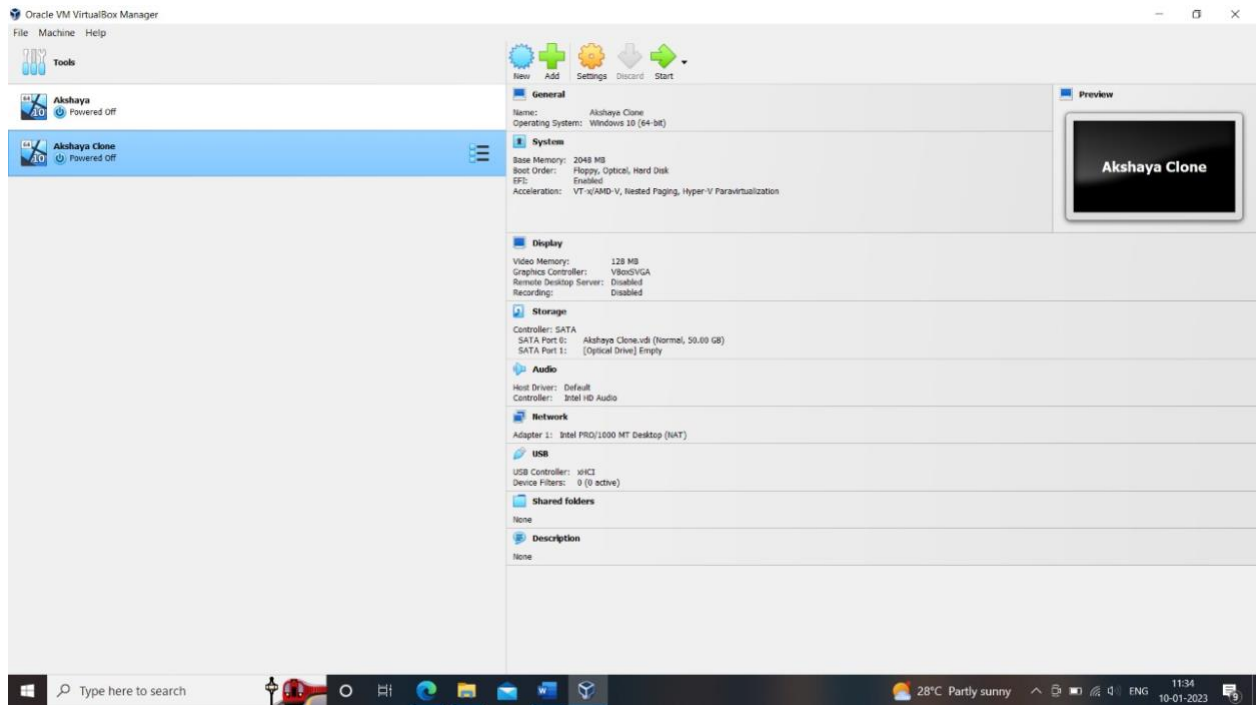 Oracle VM VirtualBox Manager
File Machine Help
Tools
New Add Settings Discard Start
Akshaya
Powered Off
Akshaya Clone
Powered Off
General
Name: Akshaya Clone
Operating System: Windows 10 (64-bit)
Preview
Akshaya Clone
System
Base Memory: 2048 MB
Boot Order: Floppy, Optical, Hard Disk
EFI: Enabled
Acceleration: VT-x/AMD-V, Nested Paging, Hyper-V Paravirtualization
Display
Video Memory: 128 MB
Graphics Controller: VBoxSVGA
Remote Desktop Server: Disabled
Recording: Disabled
Storage
Controller: SATA
SATA Port 0: Akshaya Clone.vdi (Normal, 50.00 GB)
SATA Port 1: [Optical Drive] Empty
Audio
Host Driver: Default
Controller: Intel HD Audio
Network
Adapter 1: Intel PRO/1000 MT Desktop (NAT)
USB
USB Controller: xHCI
Device Filters: 0 (0 active)
Shared folders
None
Description
None
Type here to search
28°C Partly sunny
ENG
11:34
10-01-2023